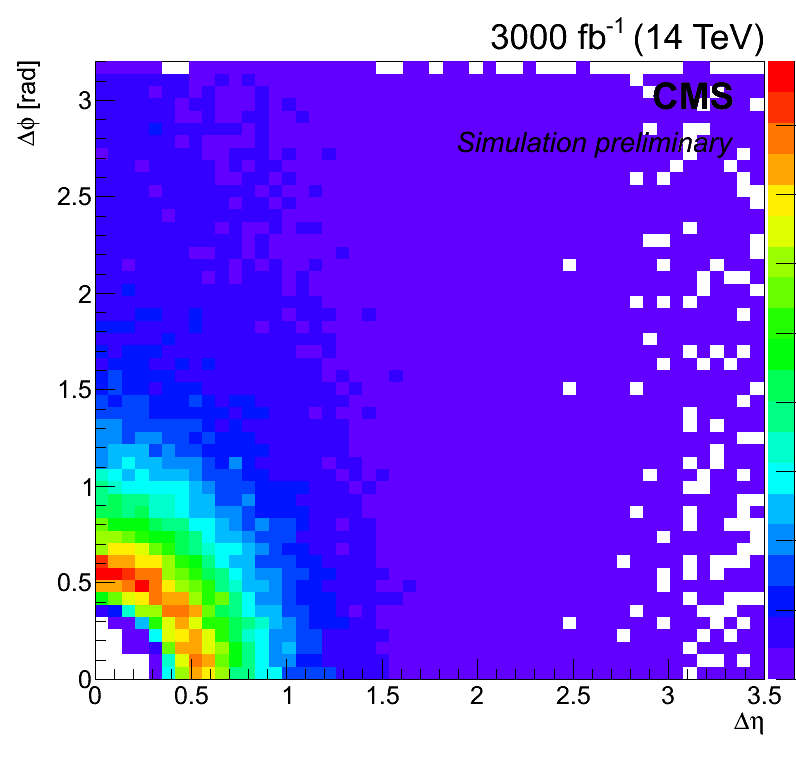 3000 fb⁻¹ (14 TeV)
Δϕ [rad]
CMS
Simulation preliminary
3
2.5
2
1.5
1
0.5
0
0 0.5 1 1.5 2 2.5 3 3.5
Δη